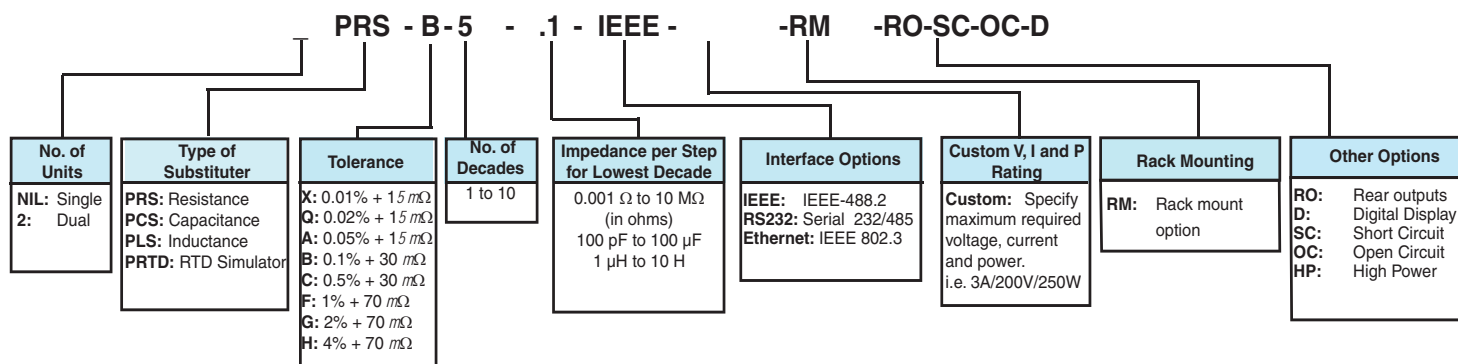 _ PRS - B - 5 - .1 - IEEE - -RM -RO-SC-OC-D
No. of
Units
NIL: Single
2: Dual
Type of
Substituter
PRS: Resistance
PCS: Capacitance
PLS: Inductance
PRTD: RTD Simulator
Tolerance
X: 0.01% + 15 mΩ
Q: 0.02% + 15 mΩ
A: 0.05% + 15 mΩ
B: 0.1% + 30 mΩ
C: 0.5% + 30 mΩ
F: 1% + 70 mΩ
G: 2% + 70 mΩ
H: 4% + 70 mΩ
No. of
Decades
1 to 10
Impedance per Step
for Lowest Decade
0.001 Ω to 10 MΩ
(in ohms)
100 pF to 100 µF
1 µH to 10 H
Interface Options
IEEE: IEEE-488.2
RS232: Serial 232/485
Ethernet: IEEE 802.3
Custom V, I and P
Rating
Custom: Specify
maximum required
voltage, current
and power.
i.e. 3A/200V/250W
Rack Mounting
RM: Rack mount
option
Other Options
RO: Rear outputs
D: Digital Display
SC: Short Circuit
OC: Open Circuit
HP: High Power